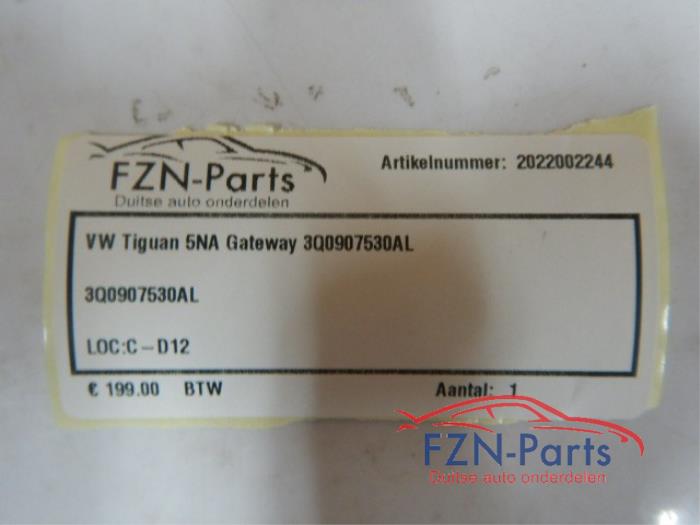 FZN-Parts
Duitse auto onderdelen
Artikelnummer: 2022002244
VW Tiguan 5NA Gateway 3Q0907530AL
3Q0907530AL
LOC:C-D12
€ 199.00 BTW
Aantal: 1
FZN-Parts
Duitse auto onderdelen